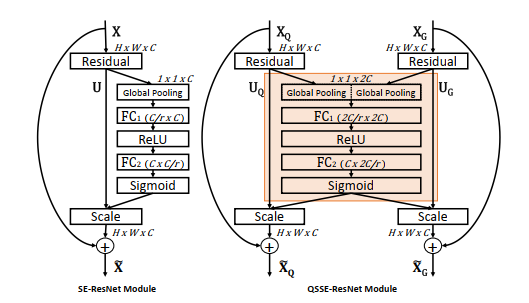 X
H x W x C
Residual
U
1 x 1 x C
Global Pooling
FC1 (C/r x C)
ReLU
FC2 (C x C/r)
Sigmoid
Scale
H x W x C
+
X̃
SE-ResNet Module
XQ XG
H x W x C H x W x C
Residual Residual
1 x 1 x 2C
UQ UG
Global Pooling Global Pooling
FC1 (2C/r x 2C)
ReLU
FC2 (C x 2C/r)
Sigmoid
Scale Scale
H x W x C H x W x C
+ +
X̃Q X̃G
QSSE-ResNet Module